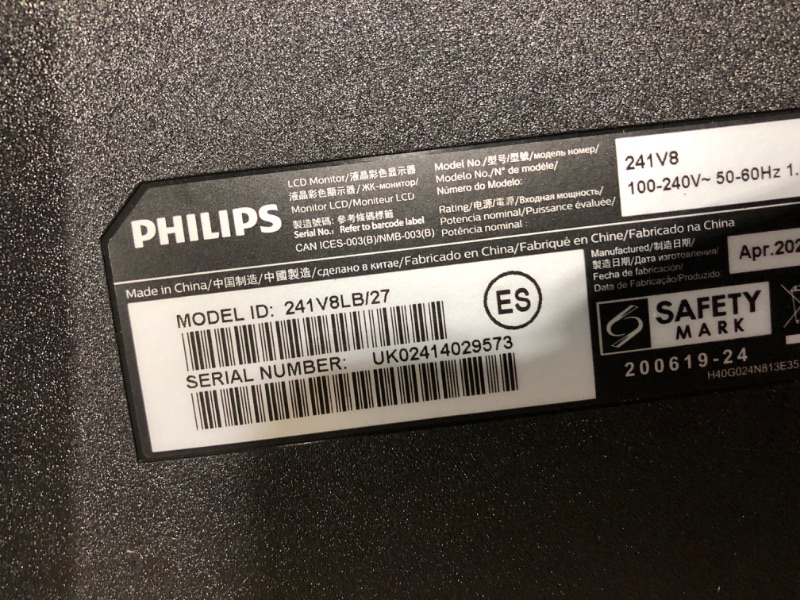 PHILIPS
LCD Monitor/液晶彩色显示器
液晶彩色顯示器/ЖК-монитор/
Monitor LCD/Moniteur LCD
製造號碼: 參考條碼標籤
Serial No.: Refer to barcode label
CAN ICES-003(B)/NMB-003(B)
Model No/型号/型號/модель номер/
Modelo No./N° de modèle/
Número do Modelo:
Rating/电源/電源/Входная мощность/
Potencia nominal/Puissance évaluée/
Potência nominal:
241V8
100-240V~ 50-60Hz 1.
Made in China/中国制造/中國製造/сделано в китае/Fabricado en China/Fabriqué en Chine/Fabricado na China
MODEL ID: 241V8LB/27
SERIAL NUMBER: UK02414029573
ES
Manufactured/制造日期/
製造日期/Дата изготовления/
Fecha de fabricación/
Data de Fabricação/Produzido:
Apr.202
SAFETY
MARK
200619-24
H40G024N813E35